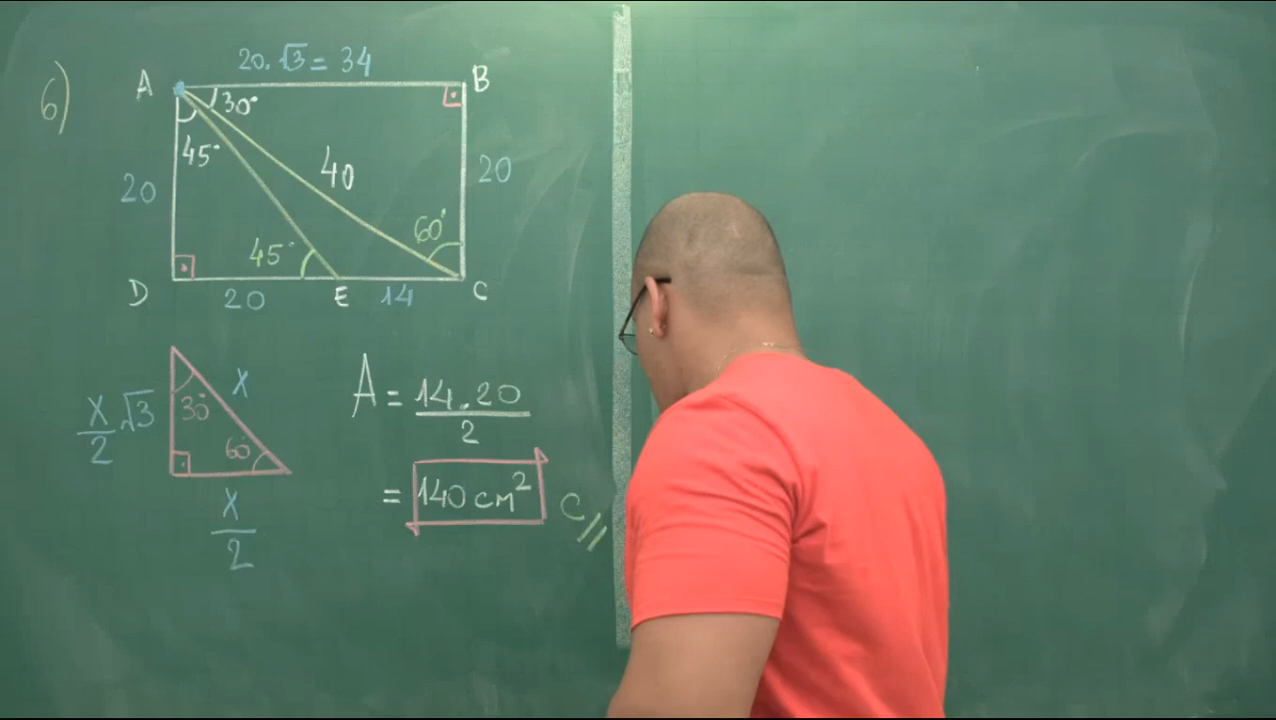 6)
20.√3 = 34
A
B
30°
45°
40
20
20
60°
45°
D
20
E
14
C
x/2 √3
30°
x
60°
x/2
A = 14.20/2
= 140 cm²
C//